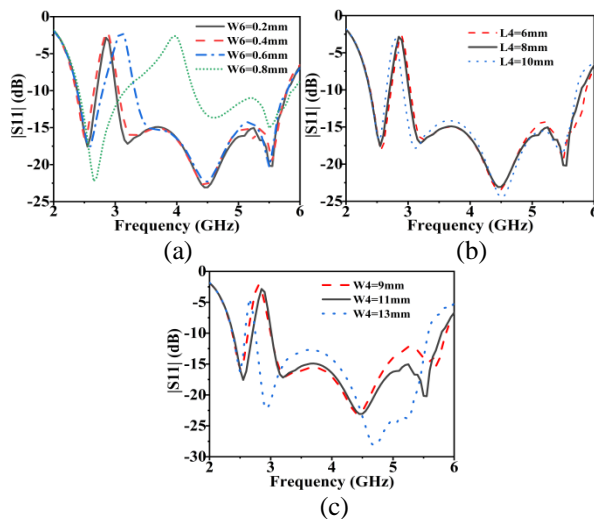 W6=0.2mm
W6=0.4mm
W6=0.6mm
W6=0.8mm
|S11| (dB)
0
-5
-10
-15
-20
-25
2 3 4 5 6
Frequency (GHz)
(a)
L4=6mm
L4=8mm
L4=10mm
|S11| (dB)
0
-5
-10
-15
-20
-25
2 3 4 5 6
Frequency (GHz)
(b)
W4=9mm
W4=11mm
W4=13mm
|S11| (dB)
0
-5
-10
-15
-20
-25
-30
2 3 4 5 6
Frequency (GHz)
(c)